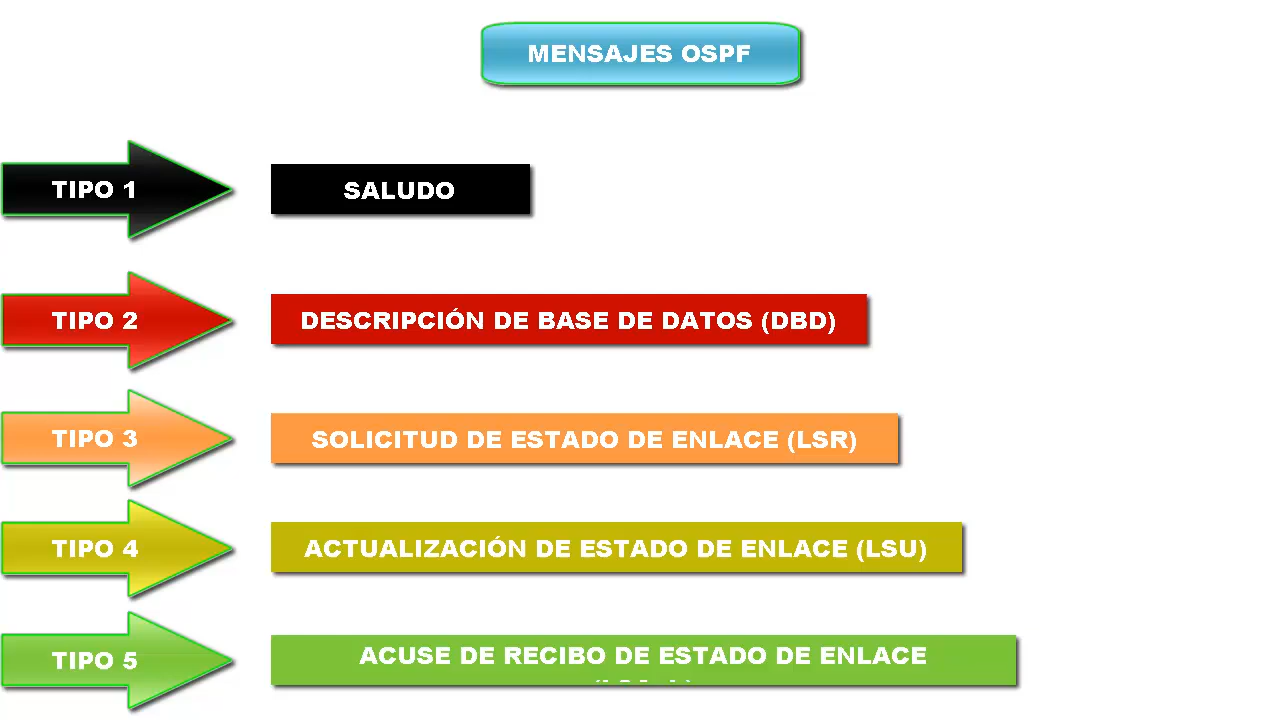 MENSAJES OSPF
TIPO 1
SALUDO
TIPO 2
DESCRIPCIÓN DE BASE DE DATOS (DBD)
TIPO 3
SOLICITUD DE ESTADO DE ENLACE (LSR)
TIPO 4
ACTUALIZACIÓN DE ESTADO DE ENLACE (LSU)
TIPO 5
ACUSE DE RECIBO DE ESTADO DE ENLACE